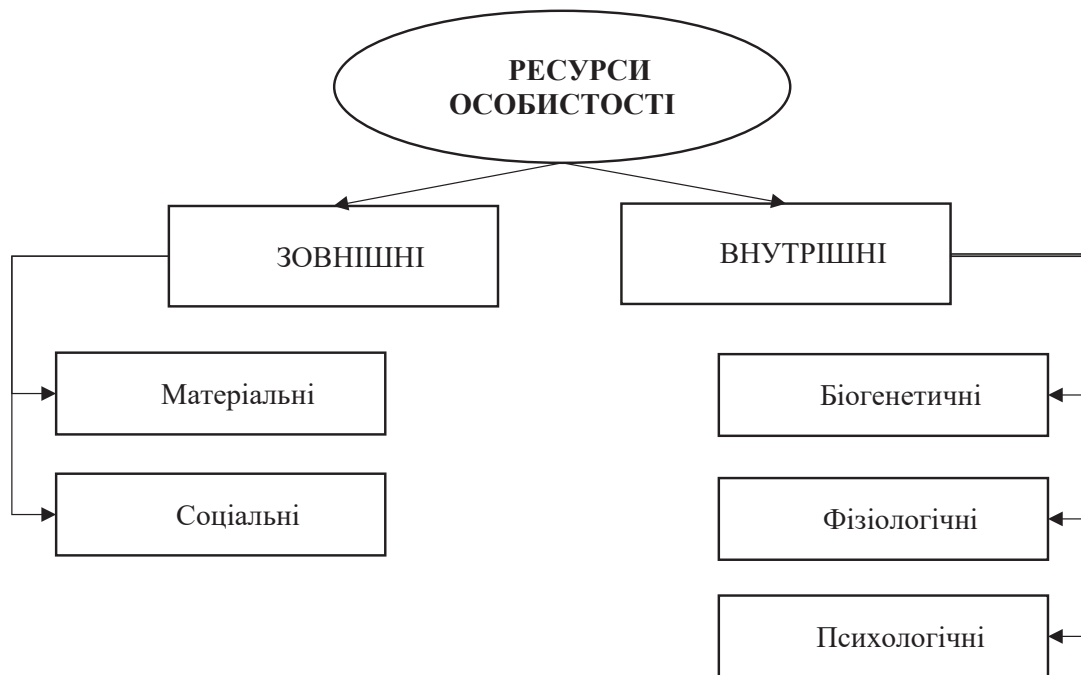 РЕСУРСИ
ОСОБИСТОСТІ
ЗОВНІШНІ
ВНУТРІШНІ
Матеріальні
Біогенетичні
Соціальні
Фізіологічні
Психологічні